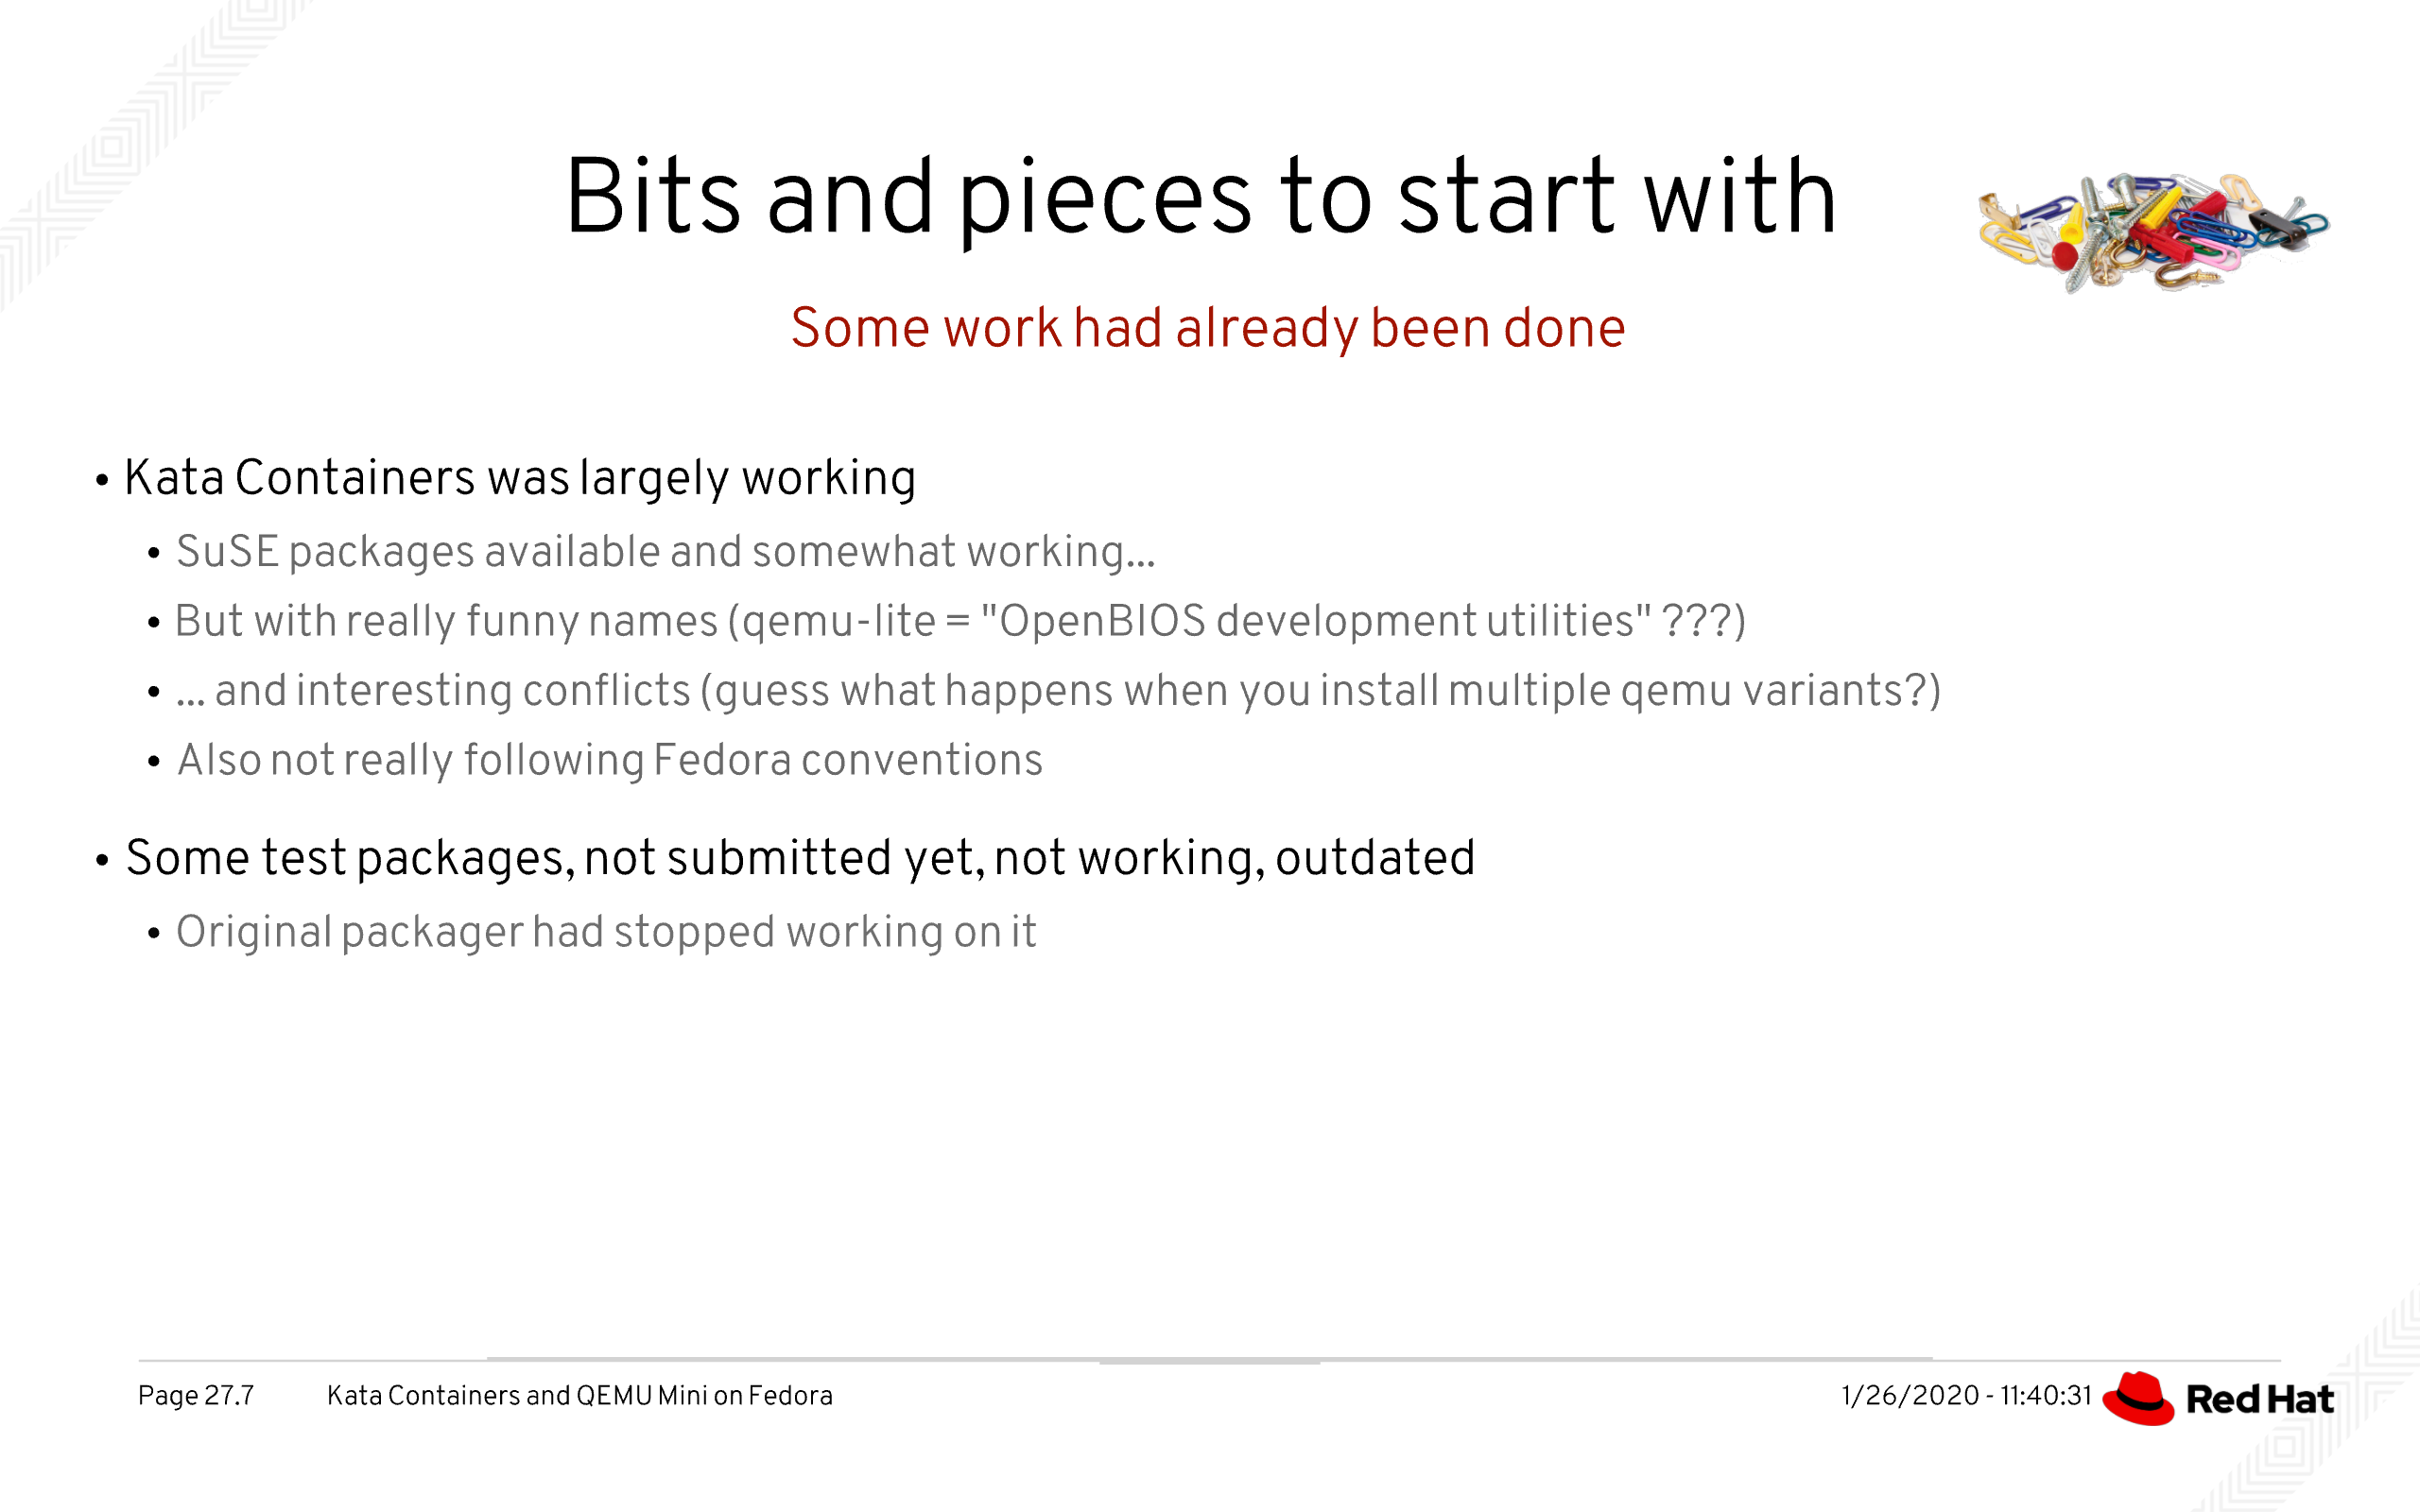 Bits and pieces to start with
Some work had already been done
• Kata Containers was largely working
• SuSE packages available and somewhat working...
• But with really funny names (qemu-lite = "OpenBIOS development utilities" ???)
• ... and interesting conflicts (guess what happens when you install multiple qemu variants?)
• Also not really following Fedora conventions
• Some test packages, not submitted yet, not working, outdated
• Original packager had stopped working on it
Page 27.7 Kata Containers and QEMU Mini on Fedora 1/26/2020 - 11:40:31 Red Hat